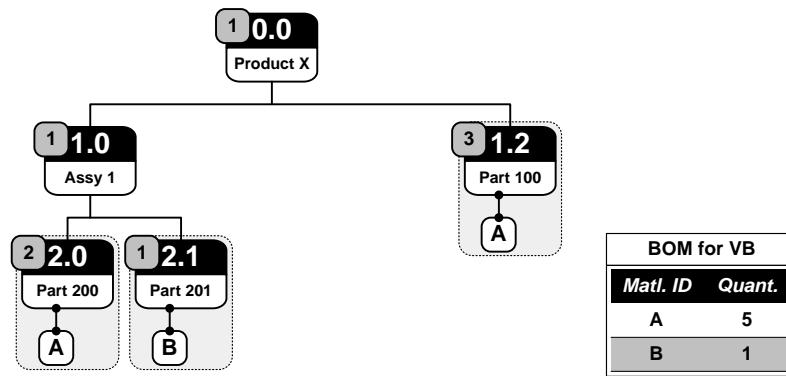 1 0.0
Product X
1 1.0
Assy 1
3 1.2
Part 100
A
2 2.0
Part 200
A
1 2.1
Part 201
B
BOM for VB
Matl. ID Quant.
A 5
B 1